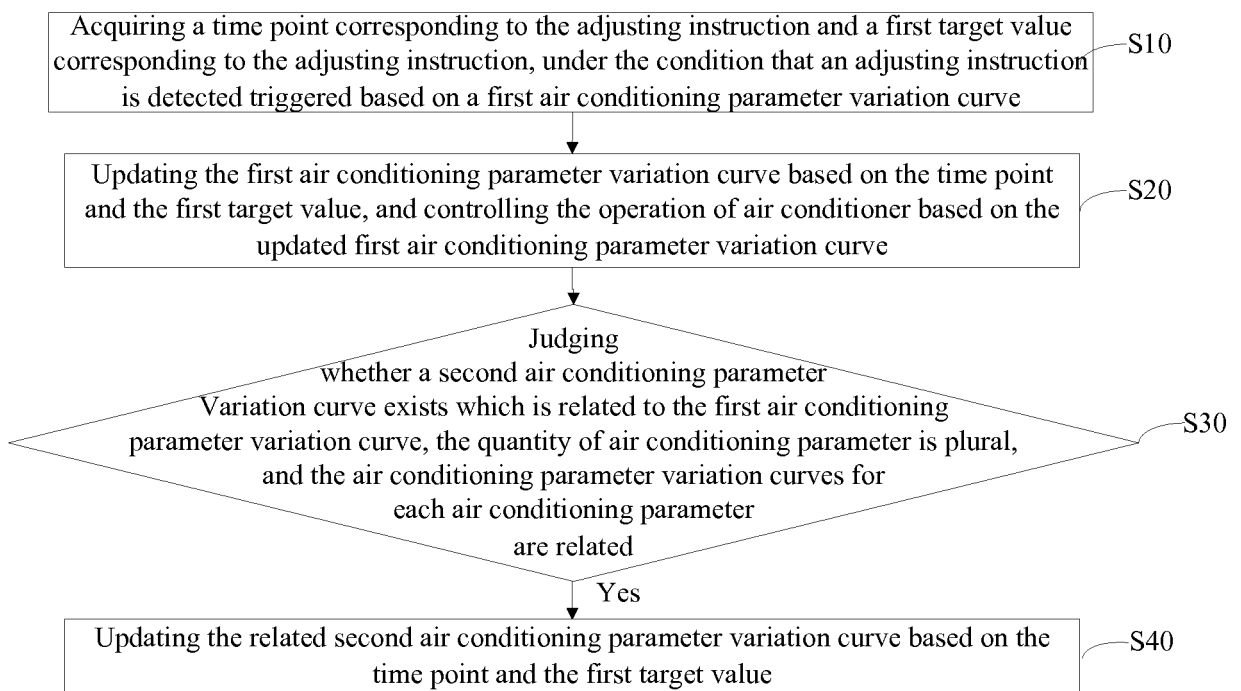 Acquiring a time point corresponding to the adjusting instruction and a first target value
corresponding to the adjusting instruction, under the condition that an adjusting instruction
is detected triggered based on a first air conditioning parameter variation curve
S10
Updating the first air conditioning parameter variation curve based on the time point
and the first target value, and controlling the operation of air conditioner based on the
updated first air conditioning parameter variation curve
S20
Judging
whether a second air conditioning parameter
Variation curve exists which is related to the first air conditioning
parameter variation curve, the quantity of air conditioning parameter is plural,
and the air conditioning parameter variation curves for
each air conditioning parameter
are related
S30
Yes
Updating the related second air conditioning parameter variation curve based on the
time point and the first target value
S40